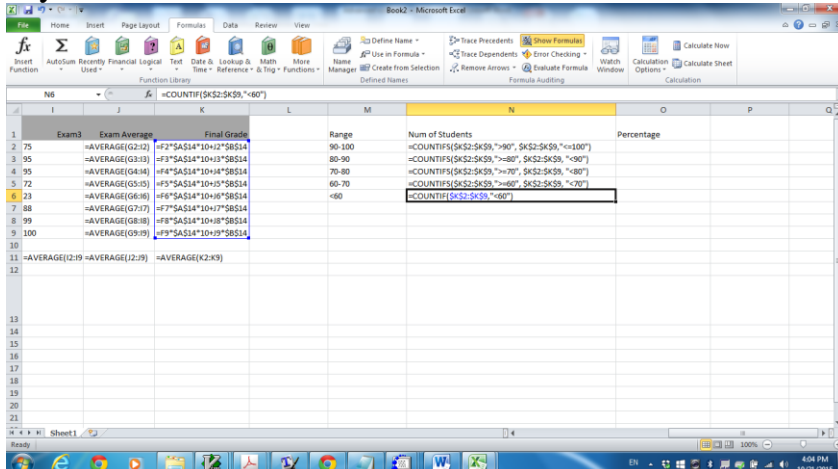 Book2 - Microsoft Excel
File Home Insert Page Layout Formulas Data Review View
Insert Function
AutoSum
Recently Used
Financial
Logical
Text
Date & Time
Lookup & Reference
Math & Trig
More Functions
Function Library
Name Manager
Define Name
Use in Formula
Create from Selection
Defined Names
Trace Precedents
Trace Dependents
Remove Arrows
Show Formulas
Error Checking
Evaluate Formula
Formula Auditing
Watch Window
Calculation Options
Calculate Now
Calculate Sheet
Calculation
N6 fx =COUNTIF($K$2:$K$9,"<60")
I J K L M N O P Q
1 Exam3 Exam Average Final Grade Range Num of Students Percentage
2 75 =AVERAGE(G2:I2) =F2*$A$14*10+J2*$B$14 90-100 =COUNTIFS($K$2:$K$9,">90", $K$2:$K$9,"<=100")
3 95 =AVERAGE(G3:I3) =F3*$A$14*10+J3*$B$14 80-90 =COUNTIFS($K$2:$K$9,">=80", $K$2:$K$9, "<90")
4 95 =AVERAGE(G4:I4) =F4*$A$14*10+J4*$B$14 70-80 =COUNTIFS($K$2:$K$9,">=70", $K$2:$K$9, "<80")
5 72 =AVERAGE(G5:I5) =F5*$A$14*10+J5*$B$14 60-70 =COUNTIFS($K$2:$K$9,">=60", $K$2:$K$9, "<70")
6 23 =AVERAGE(G6:I6) =F6*$A$14*10+J6*$B$14 <60 =COUNTIF($K$2:$K$9,"<60")
7 88 =AVERAGE(G7:I7) =F7*$A$14*10+J7*$B$14
8 99 =AVERAGE(G8:I8) =F8*$A$14*10+J8*$B$14
9 100 =AVERAGE(G9:I9) =F9*$A$14*10+J9*$B$14
10
11 =AVERAGE(I2:I9 =AVERAGE(J2:J9) =AVERAGE(K2:K9)
12
13
14
15
16
17
18
19
20
21
Sheet1
Ready 100%
EN 4:04 PM